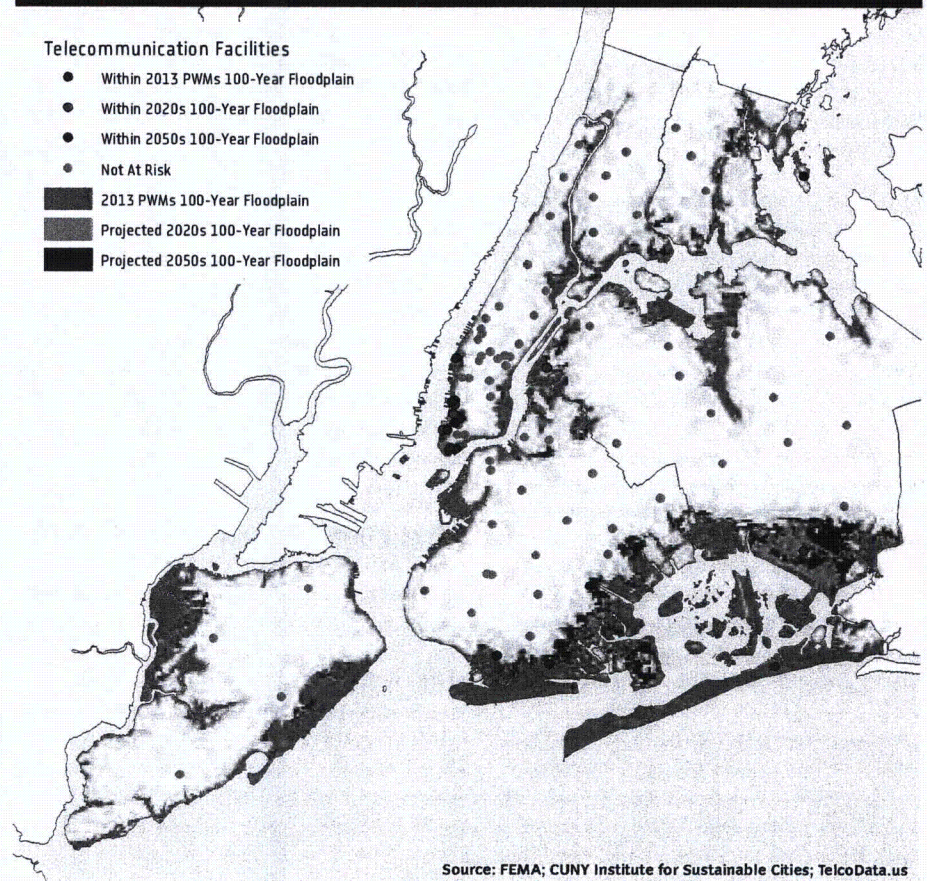 Telecommunication Facilities
Within 2013 PWMs 100-Year Floodplain
Within 2020s 100-Year Floodplain
Within 2050s 100-Year Floodplain
Not At Risk
2013 PWMs 100-Year Floodplain
Projected 2020s 100-Year Floodplain
Projected 2050s 100-Year Floodplain
Source: FEMA; CUNY Institute for Sustainable Cities; TelcoData.us